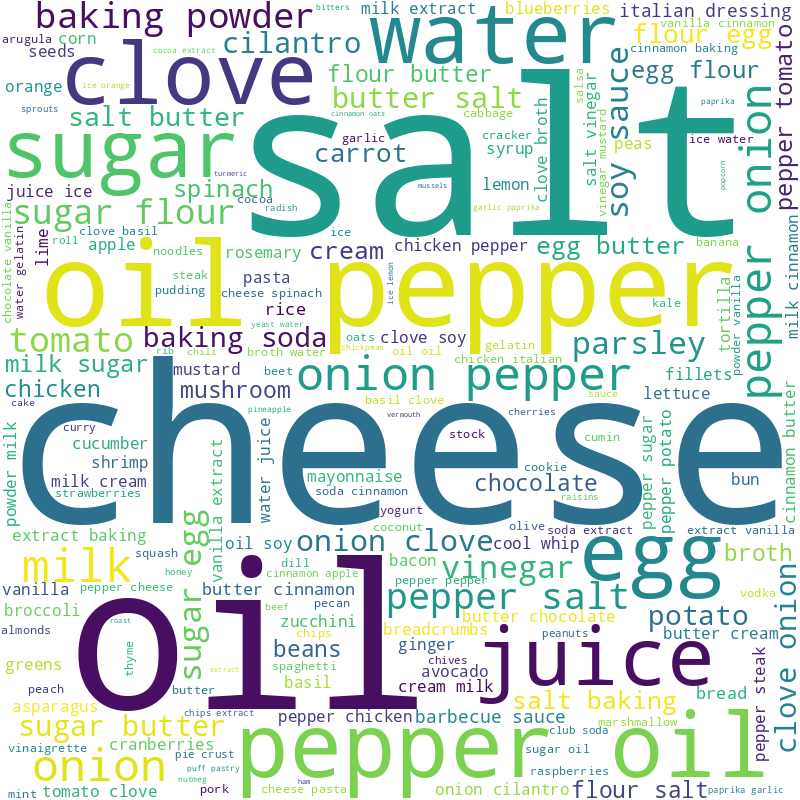 baking powder
bitters
milk extract
blueberries
italian dressing
vanilla cinnamon
arugula
corn
seeds
clove
cilantro
water
flour egg
cinnamon baking
orange
cocoa extract
ice orange
flour butter
egg flour
salsa
pepper tomato
sprouts
cinnamon oats
butter salt
salt vinegar
soy sauce
cabbage
paprika
salt butter
sugar
salt
garlic
cracker
peas
ice water
carrot
syrup
clove broth
vinegar mustard
pepper onion
turmeric
mussels
popcorn
juice ice
spinach
cocoa
lemon
sugar flour
radish
garlic paprika
chocolate vanilla
water gelatin
lime
clove basil
ice
roll
apple
noodles
rosemary
cream
chicken pepper
egg butter
banana
milk cinnamon
oil pepper
steak
pasta
ice lemon
pudding
cheese spinach
kale
tortilla
powder vanilla
rice
yeast water
tomato
baking soda
oats
clove soy
gelatin
parsley
rib
chili
broth water
chickpeas
oil oil
chicken italian
milk sugar
mustard
beet
onion pepper
fillets
chicken
mushroom
basil clove
sauce
lettuce
cinnamon butter
cake
cheese
pineapple
vermouth
cherries
curry
stock
cumin
pepper sugar
pepper potato
powder milk
cucumber
water juice
shrimp
cookie
milk cream
mayonnaise
chocolate
bun
strawberries
soda cinnamon
raisins
yogurt
sugar egg
vanilla extract
coconut
olive
soda extract
extract vanilla
extract baking
oil soy
onion clove
cool whip
egg
broth
squash
milk
dill
bacon
vinegar
honey
cinnamon apple
vanilla
pepper cheese
oil
butter cinnamon
pepper pepper
pepper salt
vodka
clove onion
broccoli
pecan
beef
chips
zucchini
butter chocolate
potato
roast
almonds
breadcrumbs
juice
peanuts
butter cream
thyme
beans
ginger
greens
chives
peach
spaghetti
avocado
extract
basil
cream milk
butter
salt baking
bread
pepper steak
asparagus
chips extract
pepper chicken
barbecue sauce
marshmallow
sugar butter
cranberries
pepper oil
club soda
vinaigrette
pie crust
sugar oil
onion
puff pastry
raspberries
nutmeg
ham
mint
tomato clove
pork
cheese pasta
onion cilantro
flour salt
paprika garlic